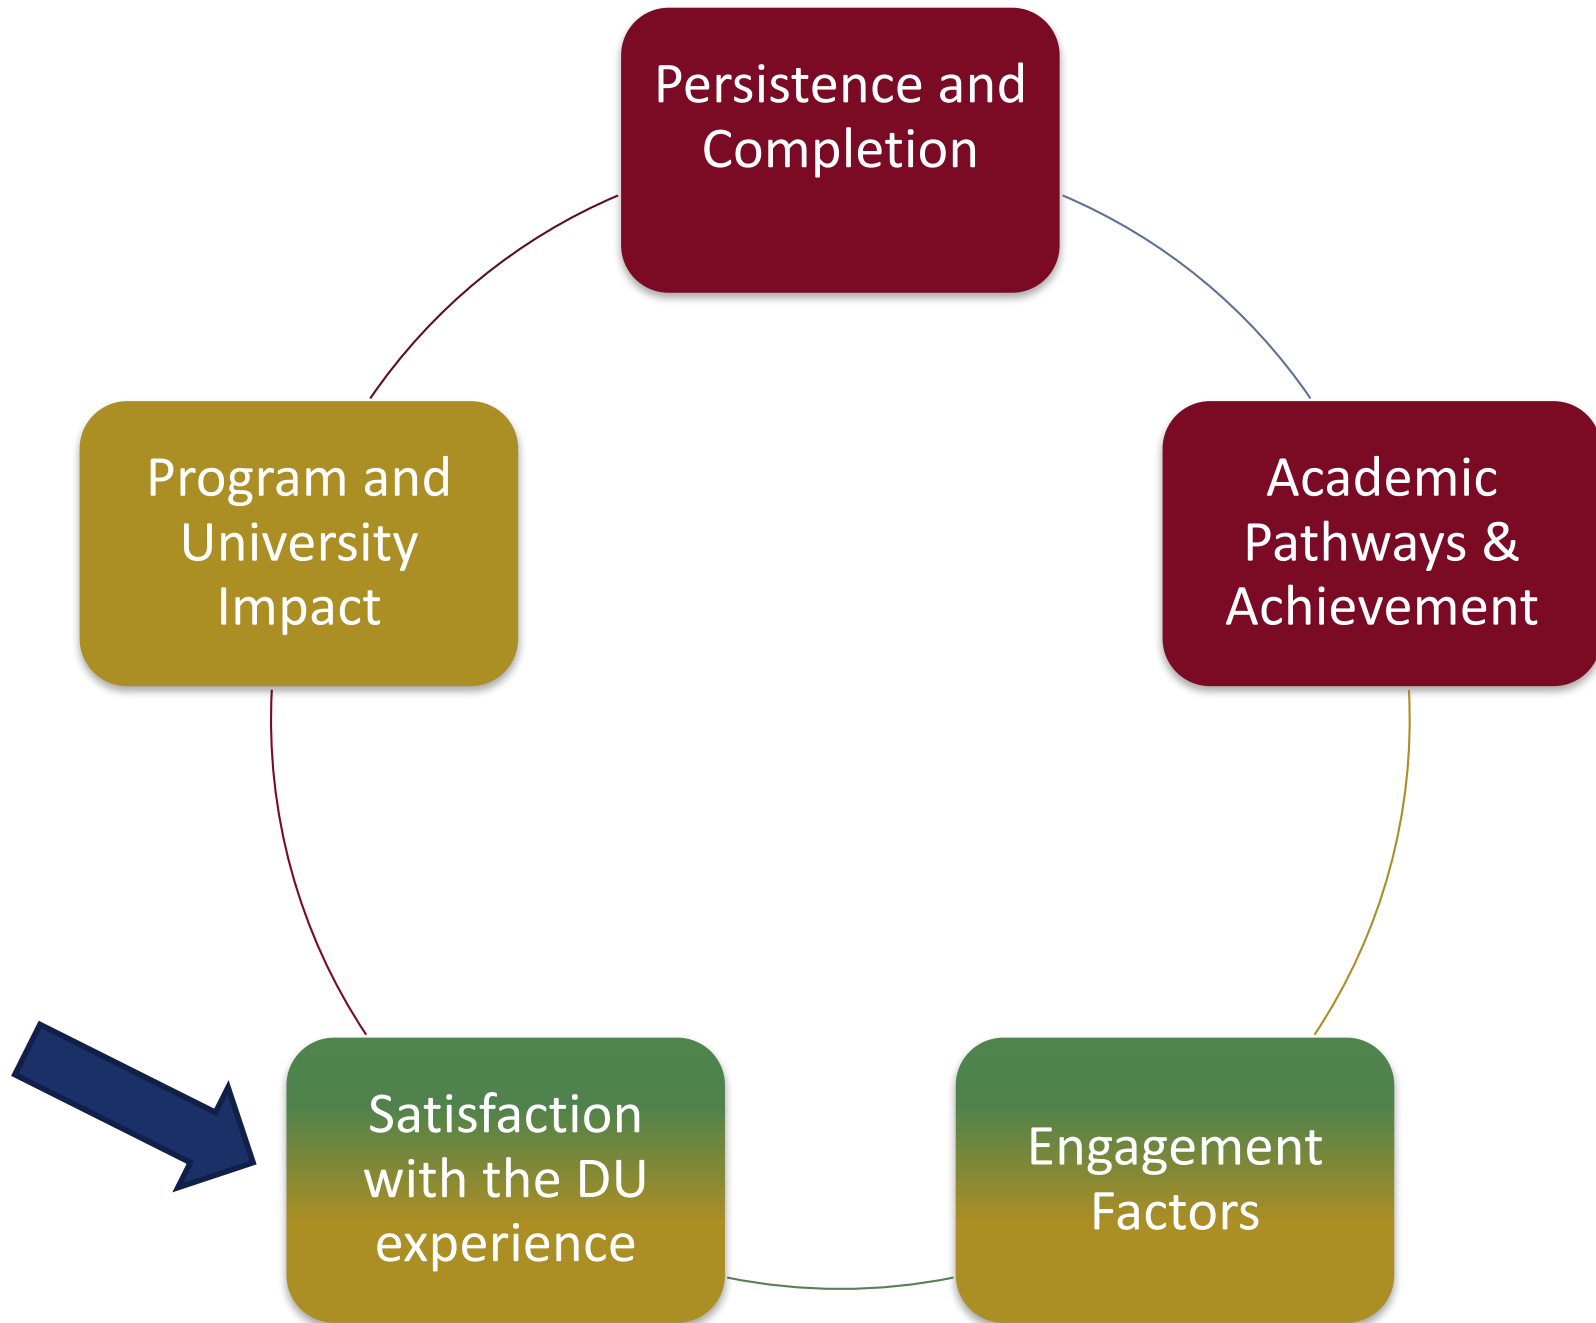 Persistence and
Completion
Program and
University
Impact
Academic
Pathways &
Achievement
Satisfaction
with the DU
experience
Engagement
Factors